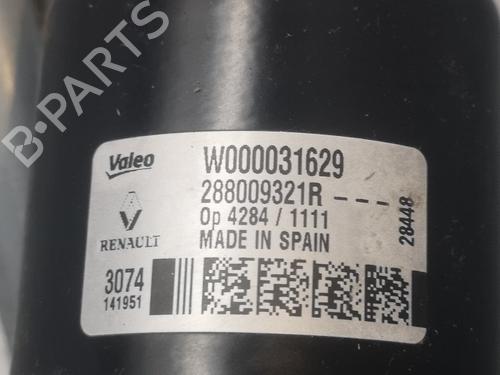 B-PARTS
Valeo
W000031629
288009321R---
Op 4284 / 1111
RENAULT
MADE IN SPAIN
28448
3074
141951